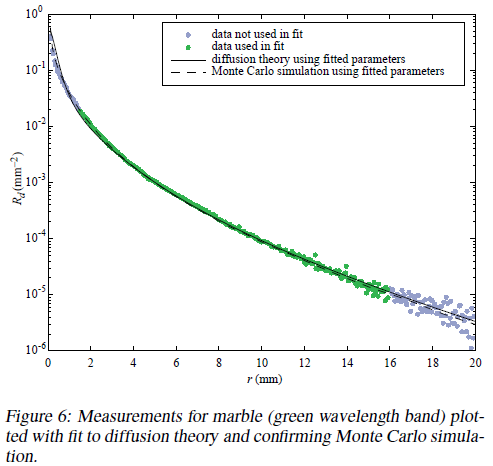 10⁰
10⁻¹
10⁻²
10⁻³
10⁻⁴
10⁻⁵
10⁻⁶
R_d (mm⁻²)
data not used in fit
data used in fit
diffusion theory using fitted parameters
Monte Carlo simulation using fitted parameters
0 2 4 6 8 10 12 14 16 18 20
r (mm)
Figure 6: Measurements for marble (green wavelength band) plot-
ted with fit to diffusion theory and confirming Monte Carlo simula-
tion.